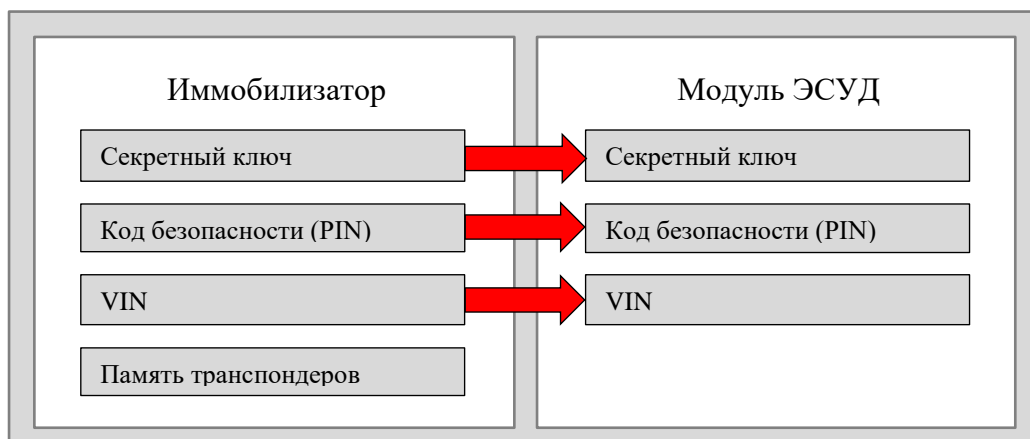 Иммобилизатор
Секретный ключ
Код безопасности (PIN)
VIN
Память транспондеров
Модуль ЭСУД
Секретный ключ
Код безопасности (PIN)
VIN